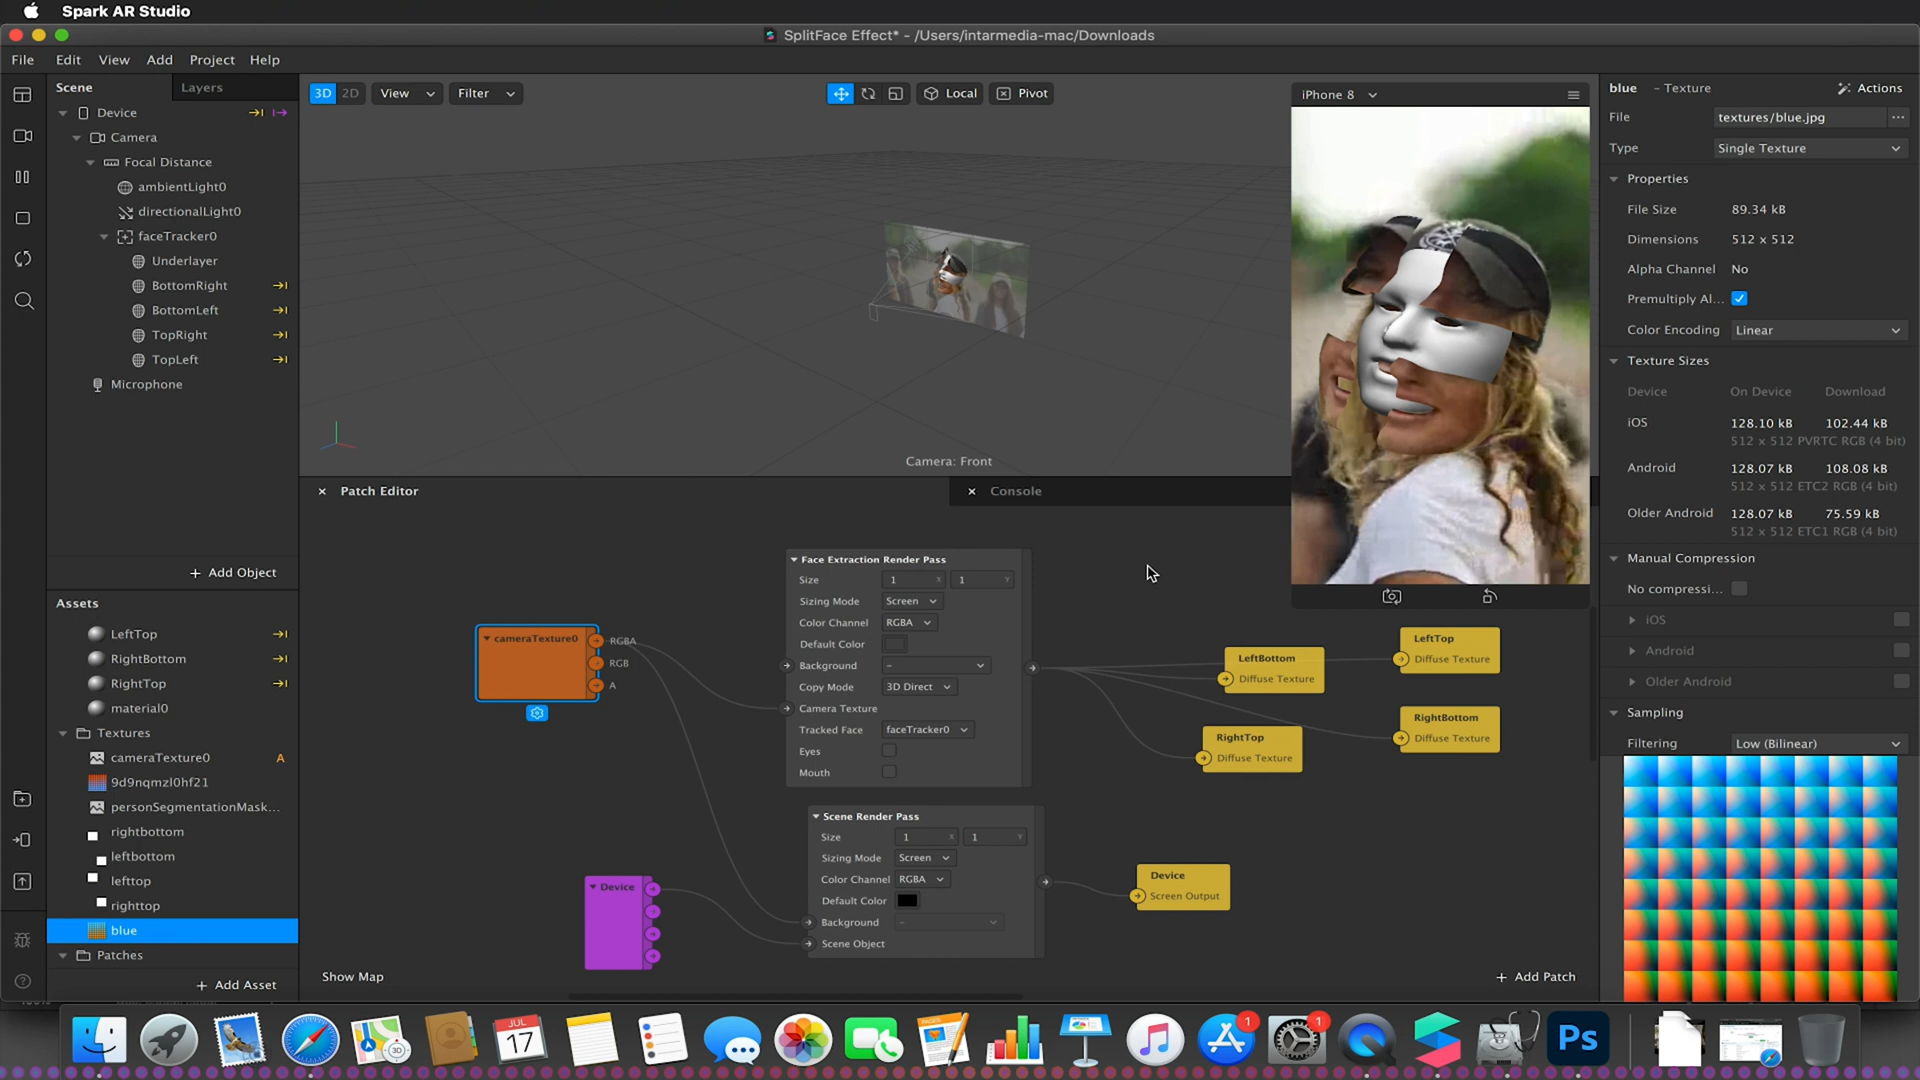 Spark AR Studio
SplitFace Effect* - /Users/intarmedia-mac/Downloads
File Edit View Add Project Help
Scene
Layers
Device
Camera
Focal Distance
ambientLight0
directionalLight0
faceTracker0
Underlayer
BottomRight
BottomLeft
TopRight
TopLeft
Microphone
+ Add Object
Assets
LeftTop
RightBottom
RightTop
material0
Textures
cameraTexture0 A
9d9nqmzl0hf21
personSegmentationMask...
rightbottom
leftbottom
lefttop
righttop
blue
Patches
+ Add Asset
3D 2D
View
Filter
Local
Pivot
Camera: Front
iPhone 8
Patch Editor
Console
cameraTexture0
RGBA
RGB
A
Face Extraction Render Pass
Size 1 X 1 Y
Sizing Mode Screen
Color Channel RGBA
Default Color
Background -
Copy Mode 3D Direct
Camera Texture
Tracked Face faceTracker0
Eyes
Mouth
Scene Render Pass
Size 1 X 1 Y
Sizing Mode Screen
Color Channel RGBA
Default Color
Background -
Scene Object
Device
LeftBottom
Diffuse Texture
LeftTop
Diffuse Texture
RightTop
Diffuse Texture
RightBottom
Diffuse Texture
Device
Screen Output
Show Map
+ Add Patch
blue - Texture
Actions
File textures/blue.jpg ...
Type Single Texture
Properties
File Size 89.34 kB
Dimensions 512 x 512
Alpha Channel No
Premultiply Al...
Color Encoding Linear
Texture Sizes
Device On Device Download
iOS 128.10 kB 102.44 kB
512 x 512 PVRTC RGB (4 bit)
Android 128.07 kB 108.08 kB
512 x 512 ETC2 RGB (4 bit)
Older Android 128.07 kB 75.59 kB
512 x 512 ETC1 RGB (4 bit)
Manual Compression
No compressi...
iOS
Android
Older Android
Sampling
Filtering Low (Bilinear)
JUL
17
3D
1
1
Ps